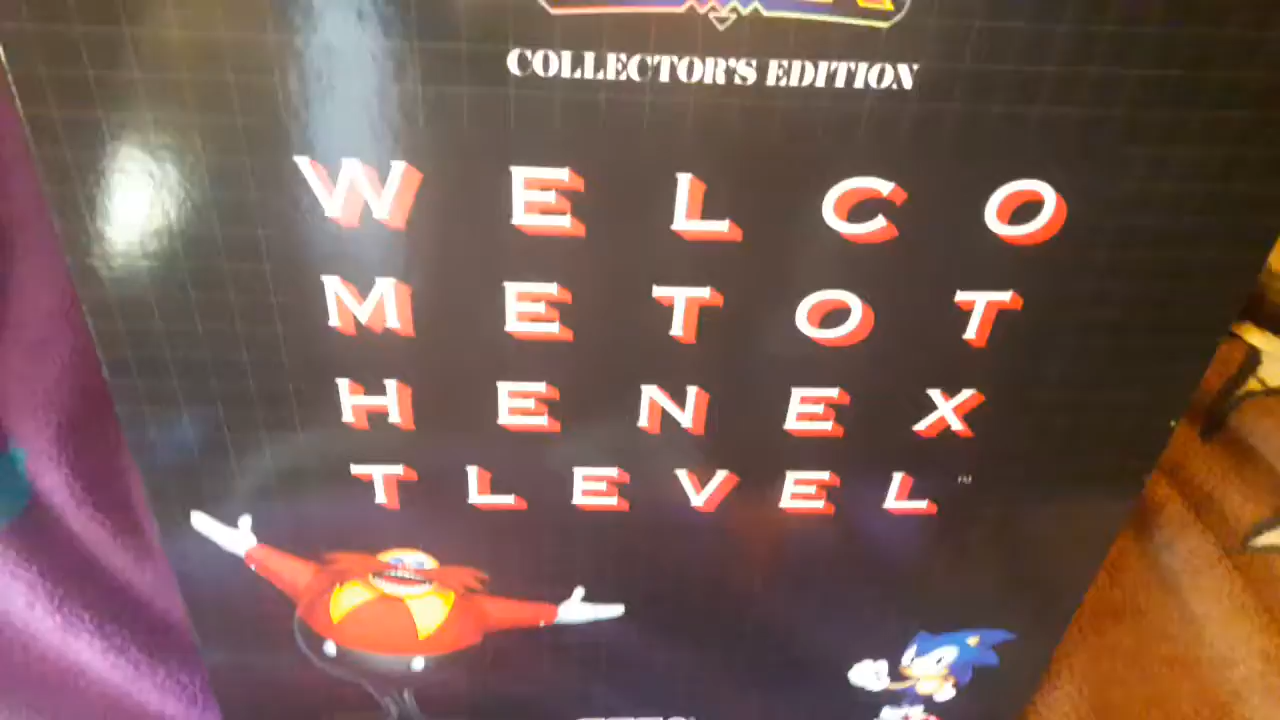 COLLECTOR'S EDITION
WELCO
METOT
HENEX
TLEVEL™